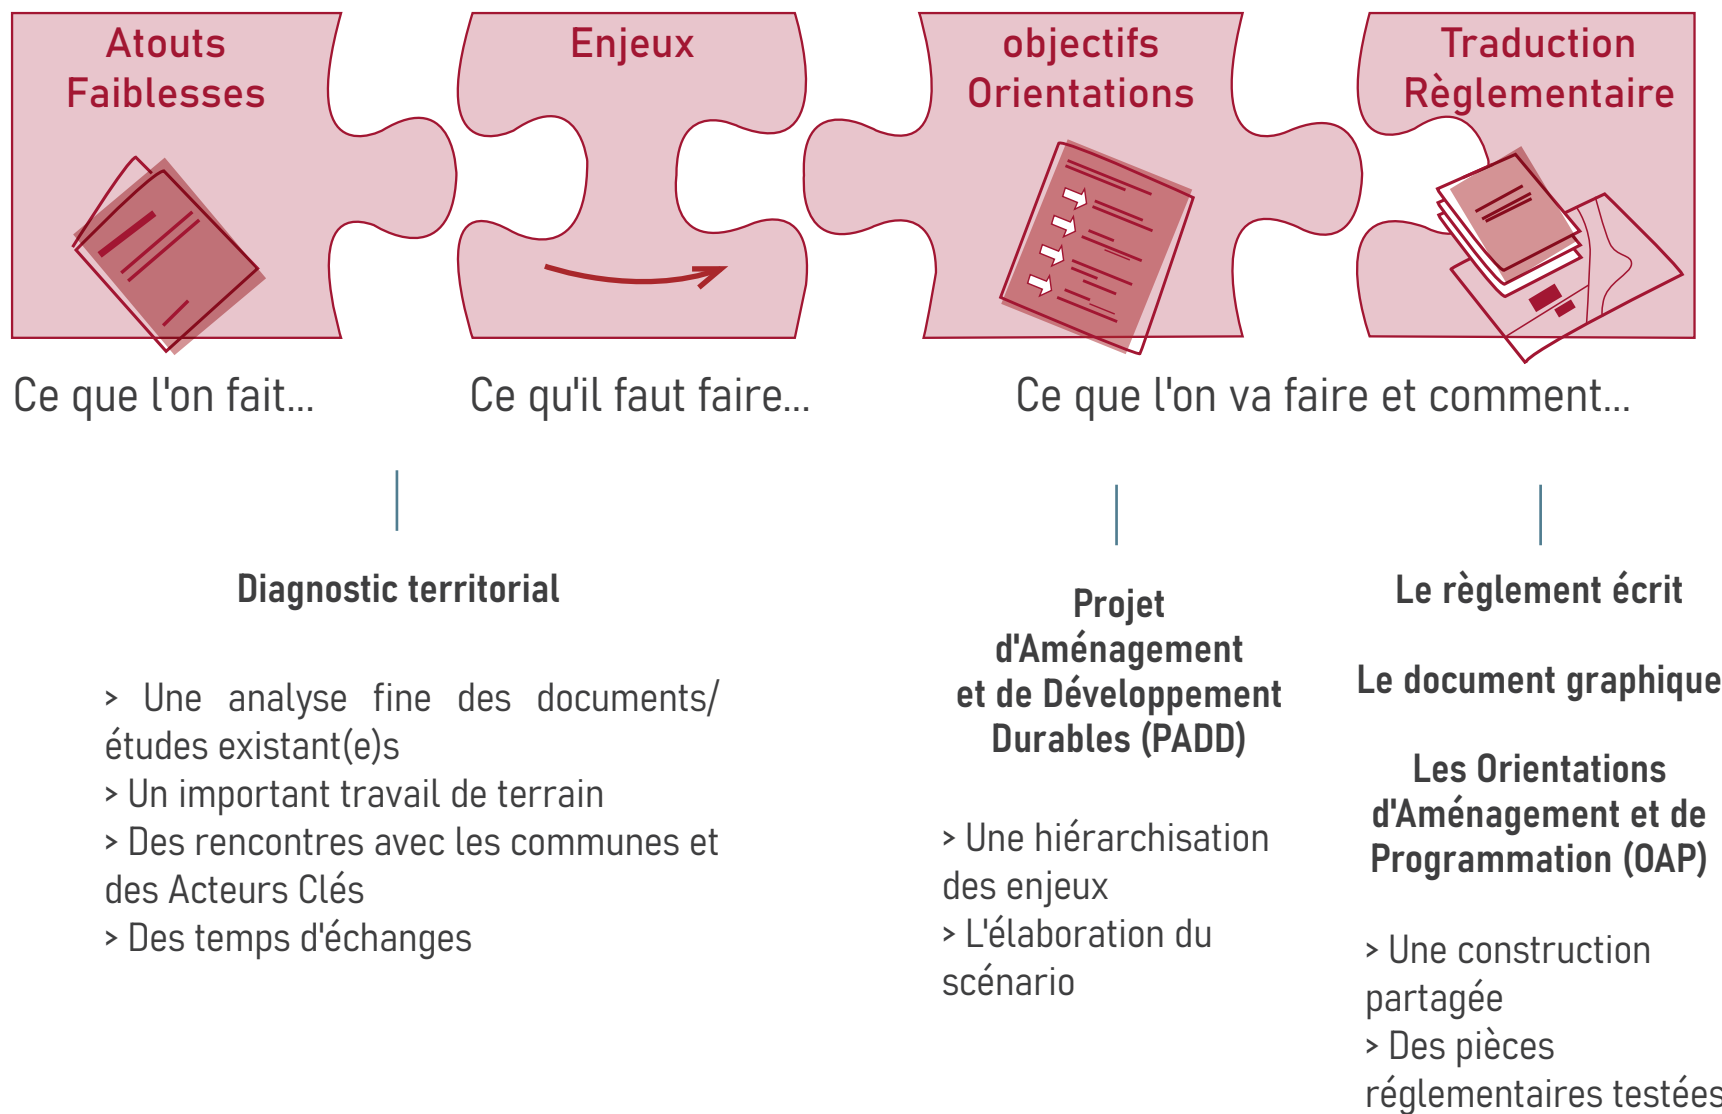 Atouts
Faiblesses
Enjeux
objectifs
Orientations
Traduction
Règlementaire
Ce que l'on fait...
Ce qu'il faut faire...
Ce que l'on va faire et comment...
Diagnostic territorial
> Une analyse fine des documents/
études existant(e)s
> Un important travail de terrain
> Des rencontres avec les communes et
des Acteurs Clés
> Des temps d'échanges
Projet
d'Aménagement
et de Développement
Durables (PADD)
> Une hiérarchisation
des enjeux
> L'élaboration du
scénario
Le règlement écrit
Le document graphique
Les Orientations
d'Aménagement et de
Programmation (OAP)
> Une construction
partagée
> Des pièces
réglementaires testées